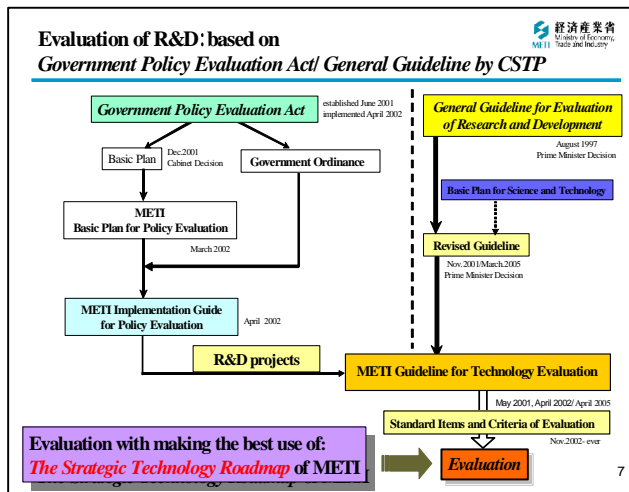 Evaluation of R&D: based on
Government Policy Evaluation Act/ General Guideline by CSTP
経済産業省
Ministry of Economy,
Trade and Industry
METI
Government Policy Evaluation Act
established June 2001
implemented April 2002
General Guideline for Evaluation
of Research and Development
August 1997
Prime Minister Decision
Basic Plan
Dec.2001
Cabinet Decision
Government Ordinance
Basic Plan for Science and Technology
METI
Basic Plan for Policy Evaluation
March 2002
Revised Guideline
Nov.2001/March.2005
Prime Minister Decision
METI Implementation Guide
for Policy Evaluation
April 2002
R&D projects
METI Guideline for Technology Evaluation
May 2001, April 2002/ April 2005
Standard Items and Criteria of Evaluation
Nov.2002- ever
Evaluation with making the best use of:
The Strategic Technology Roadmap of METI
Evaluation
7